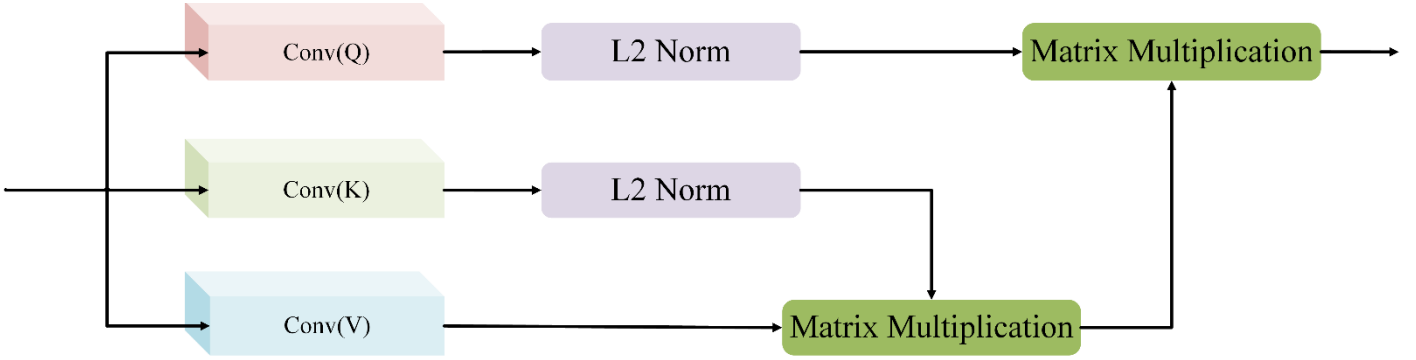 Conv(Q)
L2 Norm
Matrix Multiplication
Conv(K)
L2 Norm
Conv(V)
Matrix Multiplication